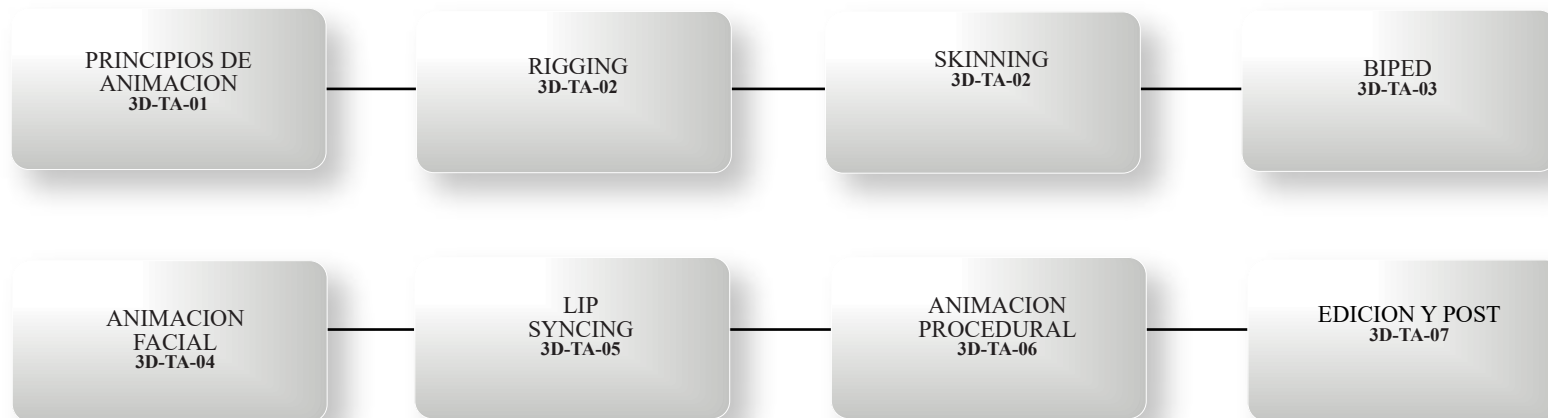 PRINCIPIOS DE
ANIMACION
3D-TA-01
RIGGING
3D-TA-02
SKINNING
3D-TA-02
BIPED
3D-TA-03
ANIMACION
FACIAL
3D-TA-04
LIP
SYNCING
3D-TA-05
ANIMACION
PROCEDURAL
3D-TA-06
EDICION Y POST
3D-TA-07